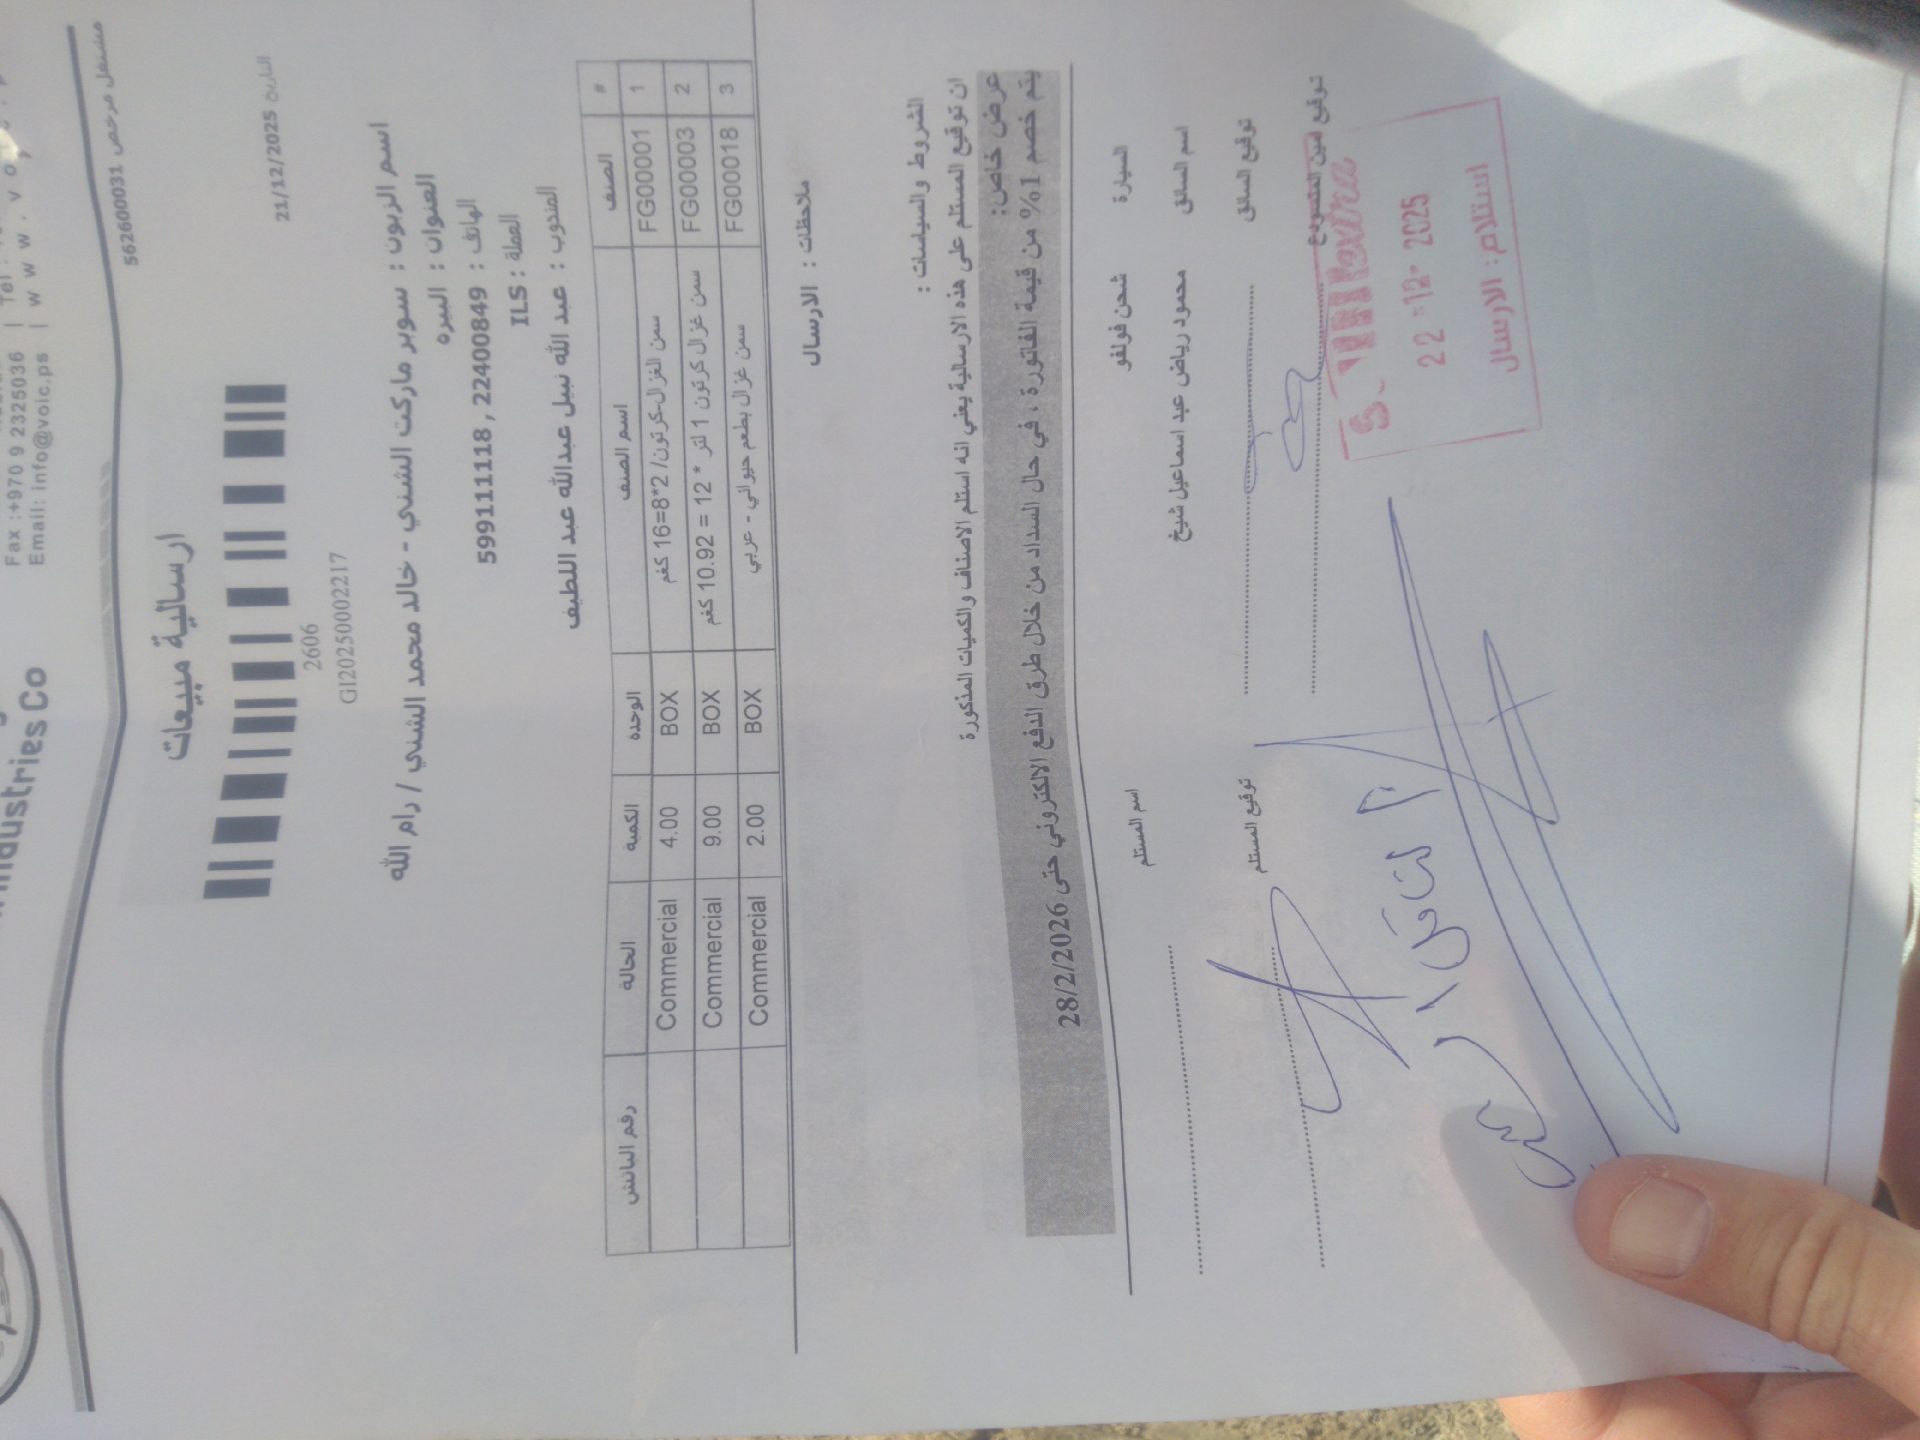 Industries Co
Fax :+970 9 2325036 | Tel :
Email: info@voic.ps | www.vo
مشتغل مرخص 562600031
ارسالية مبيعات
التاريخ 21/12/2025
2606
GI20250002217
اسم الزبون : سوبر ماركت الشني - خالد محمد الشني / رام الله
العنوان : البيره
الهاتف : 22400849 , 599111118
العملة : ILS
المندوب : عبد الله نبيل عبدالله عبد اللطيف
# الصنف اسم الصنف الوحدة الكمية الحالة رقم الباتش
1 FG00001 سمن الغزال-كرتون/ 2*8=16 كغم BOX 4.00 Commercial
2 FG00003 سمن غزال كرتون 1 لتر * 12 = 10.92 كغم BOX 9.00 Commercial
3 FG00018 سمن غزال بطعم حيواني - عربي BOX 2.00 Commercial
ملاحظات : الارسال
الشروط والسياسات :
ان توقيع المستلم على هذه الارسالية يعني انه استلم الاصناف والكميات المذكورة
عرض خاص:
يتم خصم 1% من قيمة الفاتورة ، في حال السداد من خلال طرق الدفع الالكتروني حتى 28/2/2026
السيارة شحن فولفو
اسم السائق محمود رياض عبد اسماعيل شيخ
اسم المستلم
توقيع السائق
توقيع المستلم
توقيع امين المستودع
extra
22 -12- 2025
استلام : الارسال